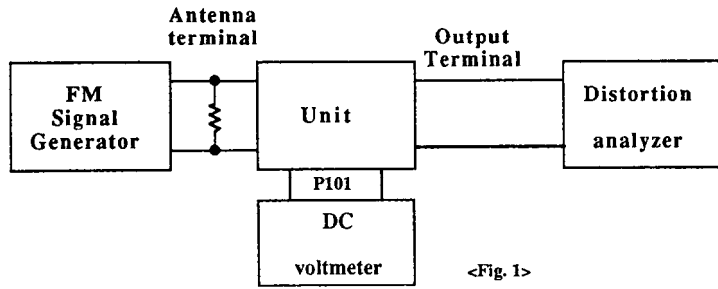 Antenna
terminal
Output
Terminal
FM
Signal
Generator
Unit
Distortion
analyzer
P101
DC
voltmeter
<Fig. 1>